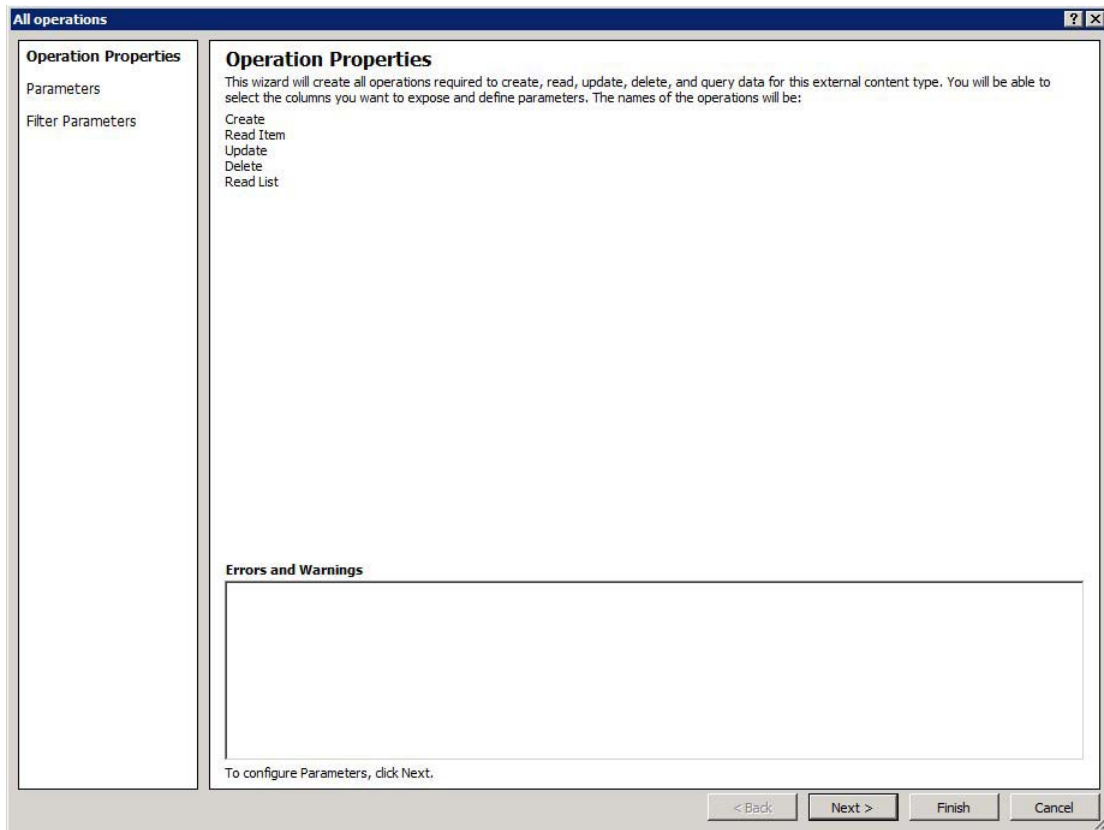 All operations
Operation Properties
Parameters
Filter Parameters
Operation Properties
This wizard will create all operations required to create, read, update, delete, and query data for this external content type. You will be able to
select the columns you want to expose and define parameters. The names of the operations will be:
Create
Read Item
Update
Delete
Read List
Errors and Warnings
To configure Parameters, click Next.
< Back Next > Finish Cancel